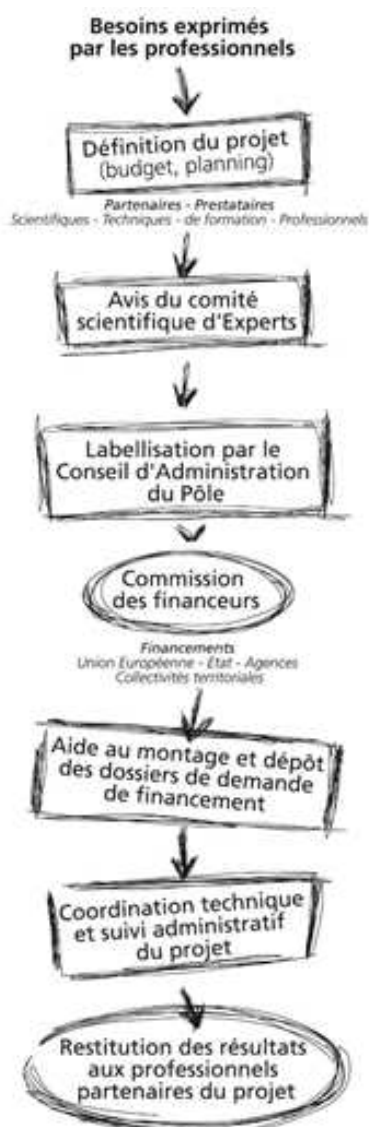 Besoins exprimés
par les professionnels
Définition du projet
(budget, planning)
Partenaires - Prestataires
Scientifiques - Techniques - de formation - Professionnels
Avis du comité
scientifique d'Experts
Labellisation par le
Conseil d'Administration
du Pôle
Commission
des financeurs
Financements
Union Européenne - Etat - Agences
Collectivités territoriales
Aide au montage et dépôt
des dossiers de demande
de financement
Coordination technique
et suivi administratif
du projet
Restitution des résultats
aux professionnels
partenaires du projet